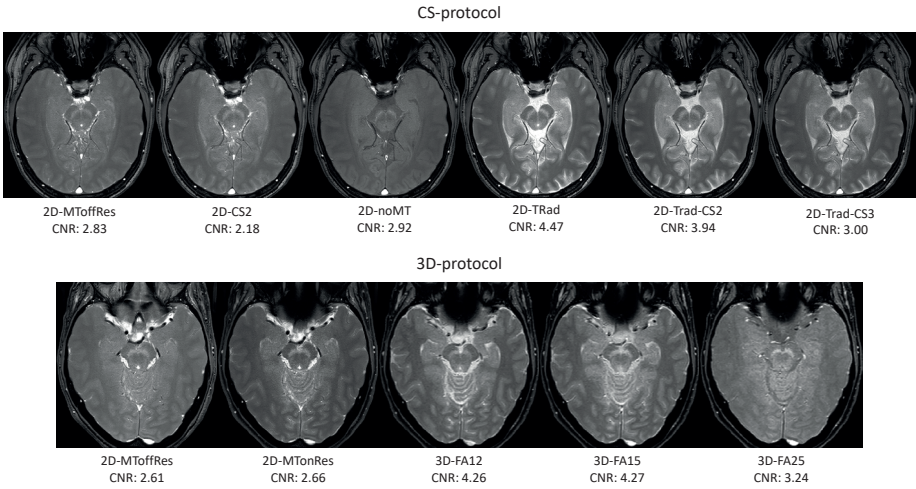 CS-protocol
2D-MToffRes 2D-CS2 2D-noMT 2D-TRad 2D-Trad-CS2 2D-Trad-CS3
CNR: 2.83 CNR: 2.18 CNR: 2.92 CNR: 4.47 CNR: 3.94 CNR: 3.00
3D-protocol
2D-MToffRes 2D-MTonRes 3D-FA12 3D-FA15 3D-FA25
CNR: 2.61 CNR: 2.66 CNR: 4.26 CNR: 4.27 CNR: 3.24